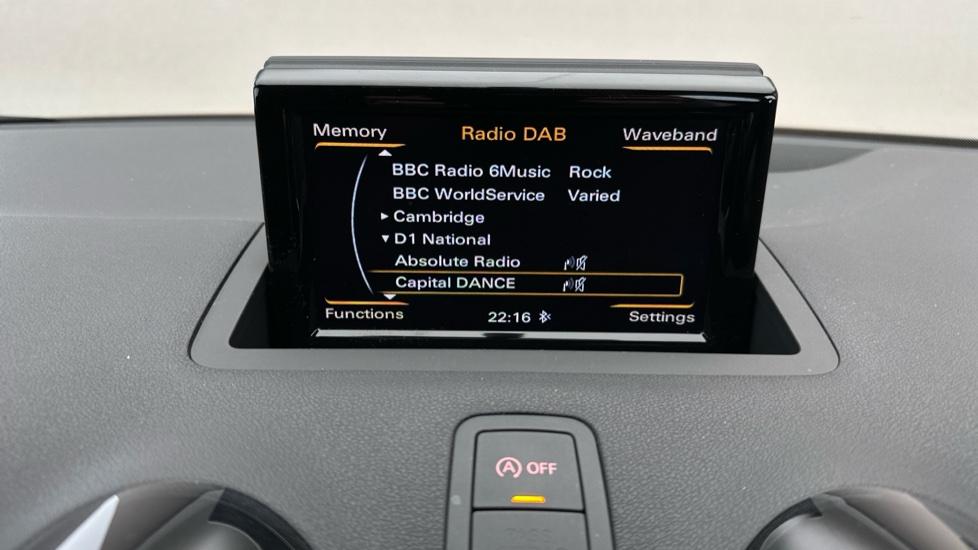 Memory Radio DAB Waveband
BBC Radio 6Music Rock
BBC WorldService Varied
Cambridge
D1 National
Absolute Radio
Capital DANCE
Functions 22:16 Settings
A OFF